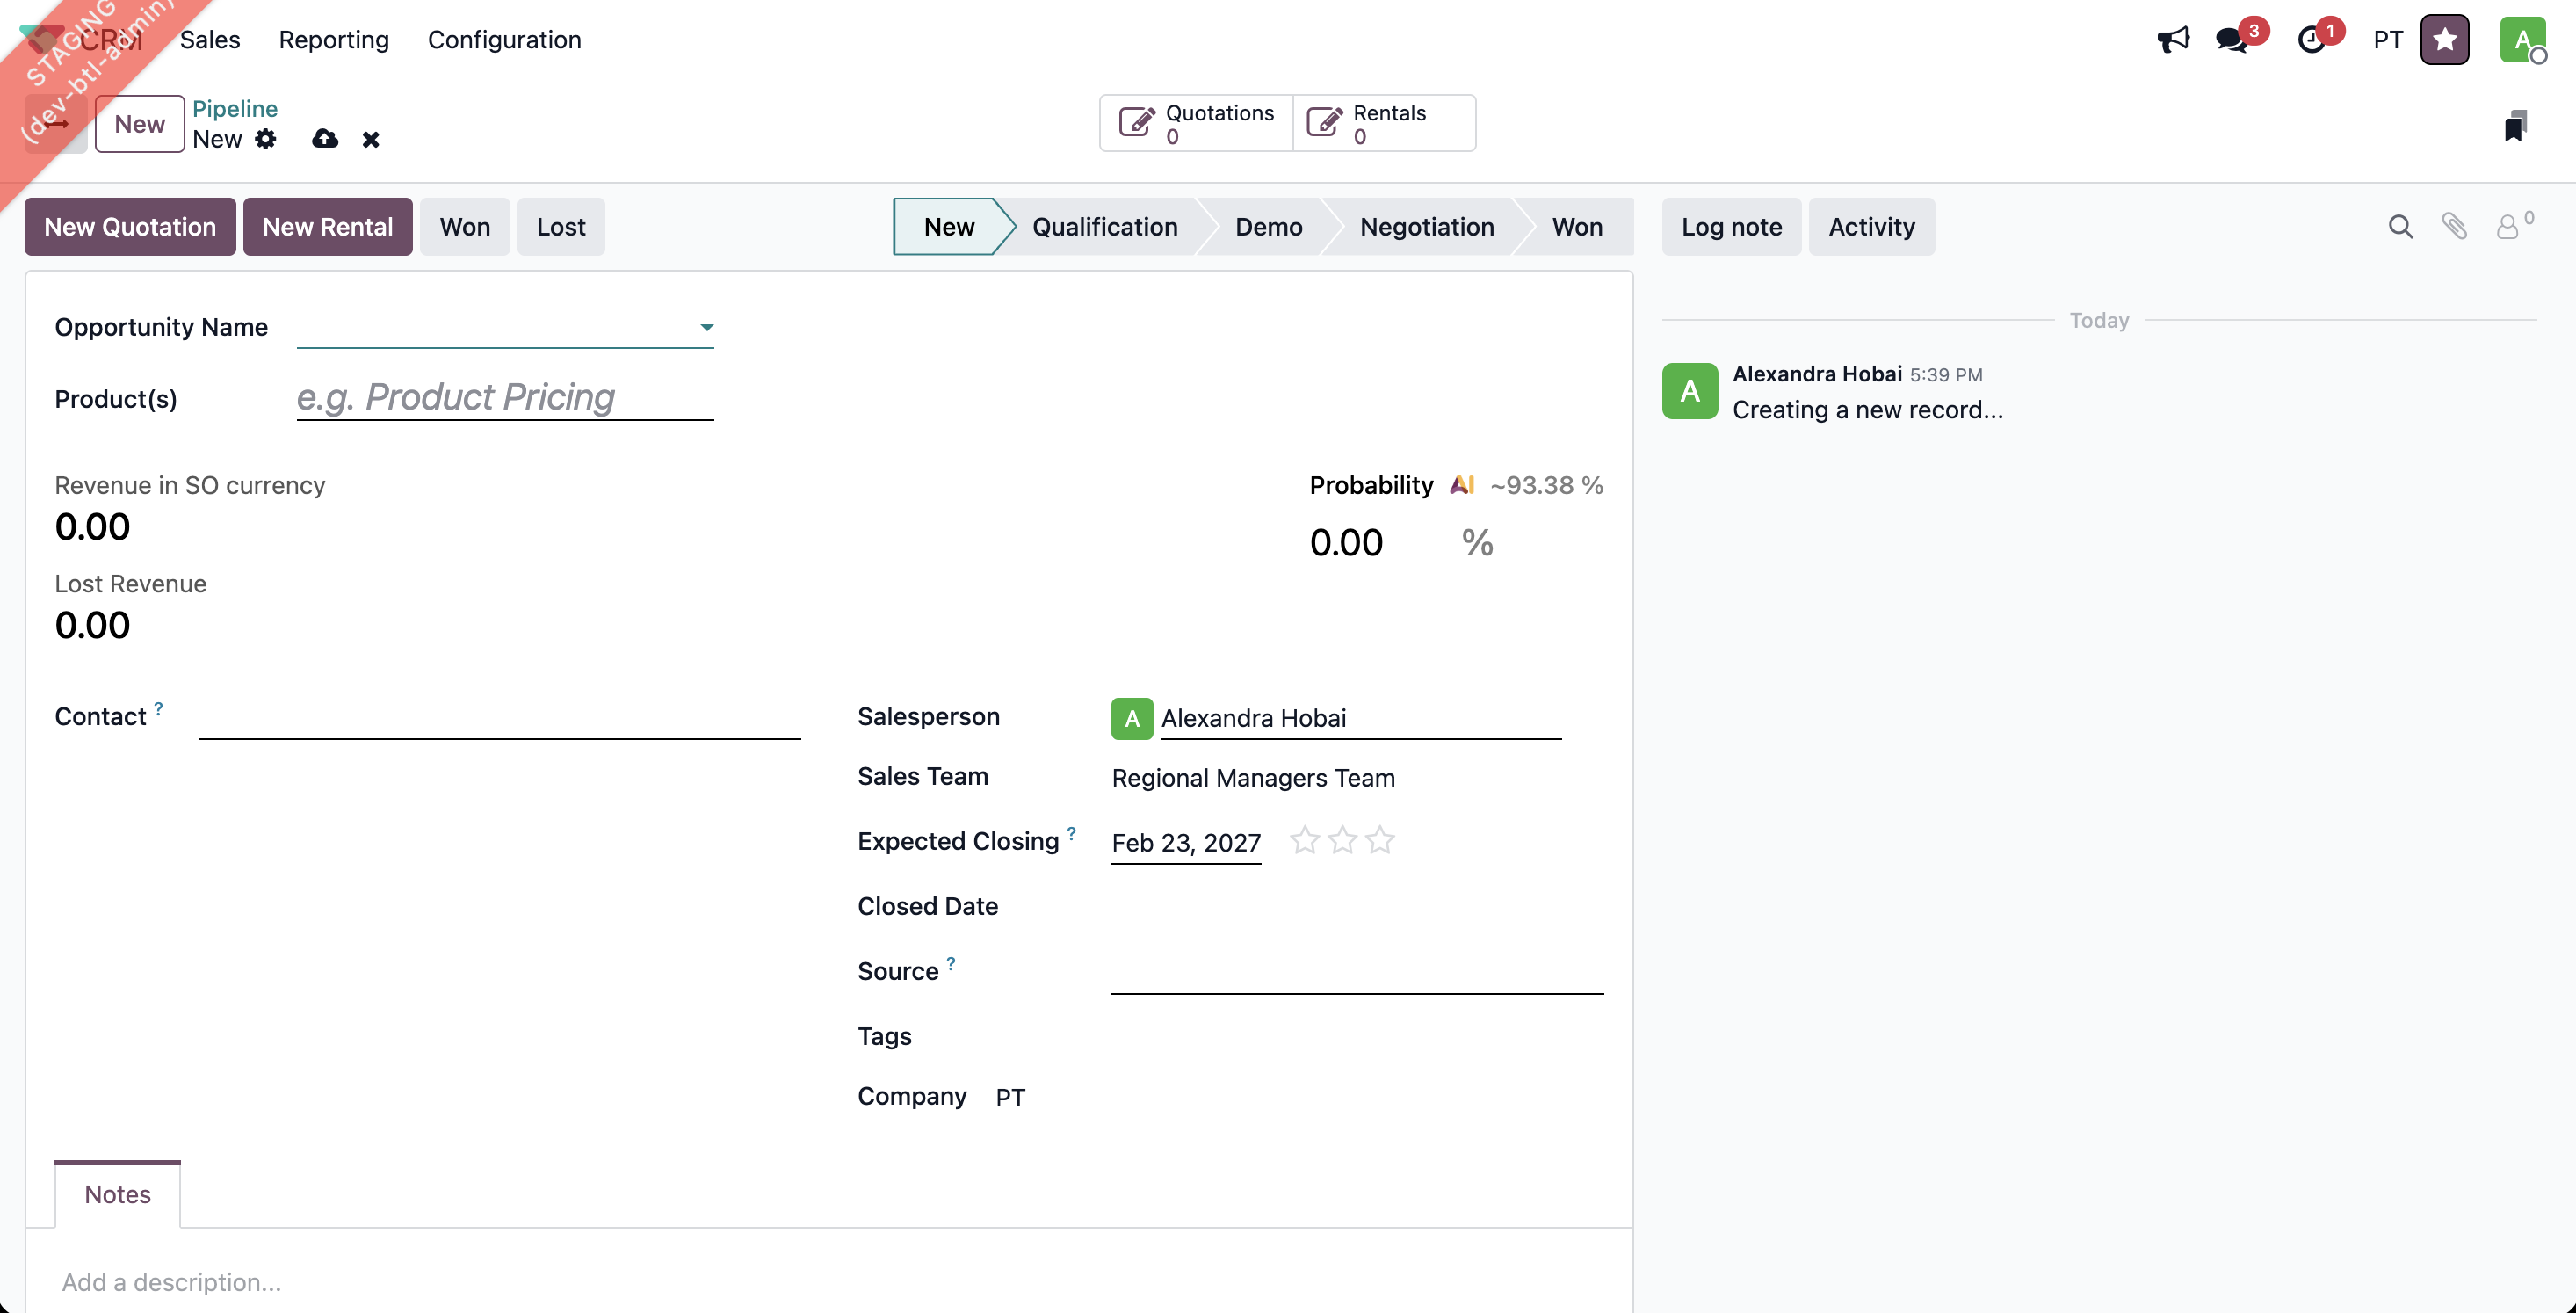 STAGING
(dev-btl-admin)
CRM Sales Reporting Configuration
3 1 PT A
New
Pipeline
New
Quotations
0
Rentals
0
New Quotation New Rental Won Lost
New Qualification Demo Negotiation Won
Log note Activity
0
Opportunity Name
Product(s) e.g. Product Pricing
Revenue in SO currency
0.00
Probability AI ~93.38 %
0.00 %
Lost Revenue
0.00
Contact ?
Salesperson A Alexandra Hobai
Sales Team Regional Managers Team
Expected Closing ? Feb 23, 2027
Closed Date
Source ?
Tags
Company PT
Notes
Add a description...
Today
A
Alexandra Hobai 5:39 PM
Creating a new record...